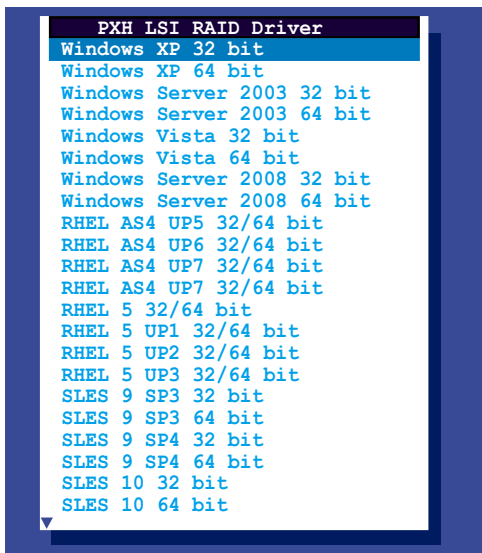 PXH LSI RAID Driver
Windows XP 32 bit
Windows XP 64 bit
Windows Server 2003 32 bit
Windows Server 2003 64 bit
Windows Vista 32 bit
Windows Vista 64 bit
Windows Server 2008 32 bit
Windows Server 2008 64 bit
RHEL AS4 UP5 32/64 bit
RHEL AS4 UP6 32/64 bit
RHEL AS4 UP7 32/64 bit
RHEL AS4 UP7 32/64 bit
RHEL 5 32/64 bit
RHEL 5 UP1 32/64 bit
RHEL 5 UP2 32/64 bit
RHEL 5 UP3 32/64 bit
SLES 9 SP3 32 bit
SLES 9 SP3 64 bit
SLES 9 SP4 32 bit
SLES 9 SP4 64 bit
SLES 10 32 bit
SLES 10 64 bit